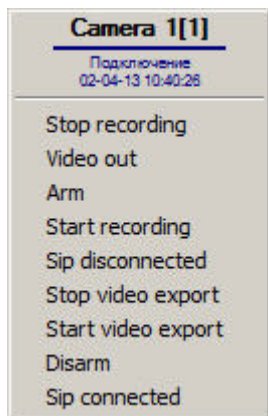 Camera 1[1]
Подключение
02-04-13 10:40:26
Stop recording
Video out
Arm
Start recording
Sip disconnected
Stop video export
Start video export
Disarm
Sip connected